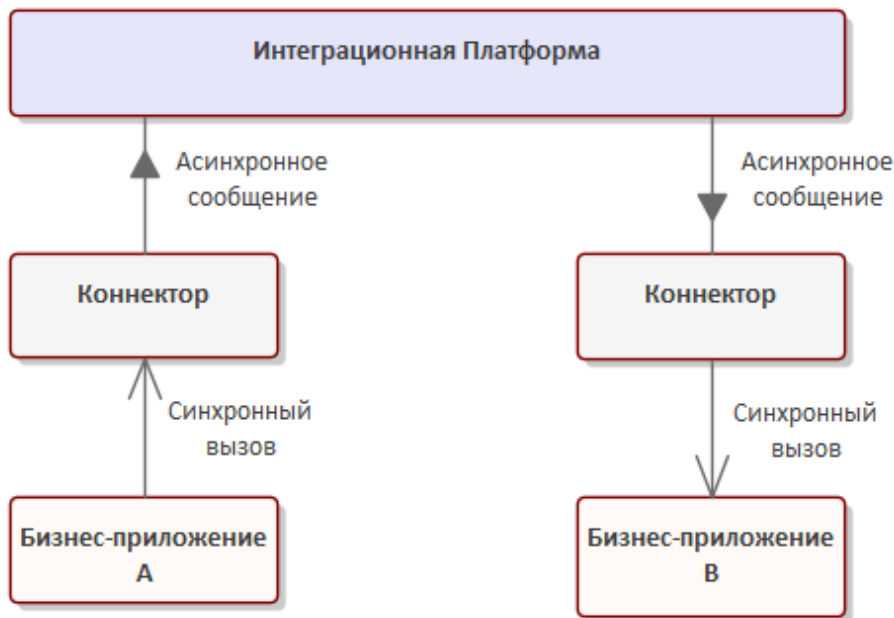 Интеграционная Платформа
Асинхронное
сообщение
Асинхронное
сообщение
Коннектор
Коннектор
Синхронный
вызов
Синхронный
вызов
Бизнес-приложение
А
Бизнес-приложение
В